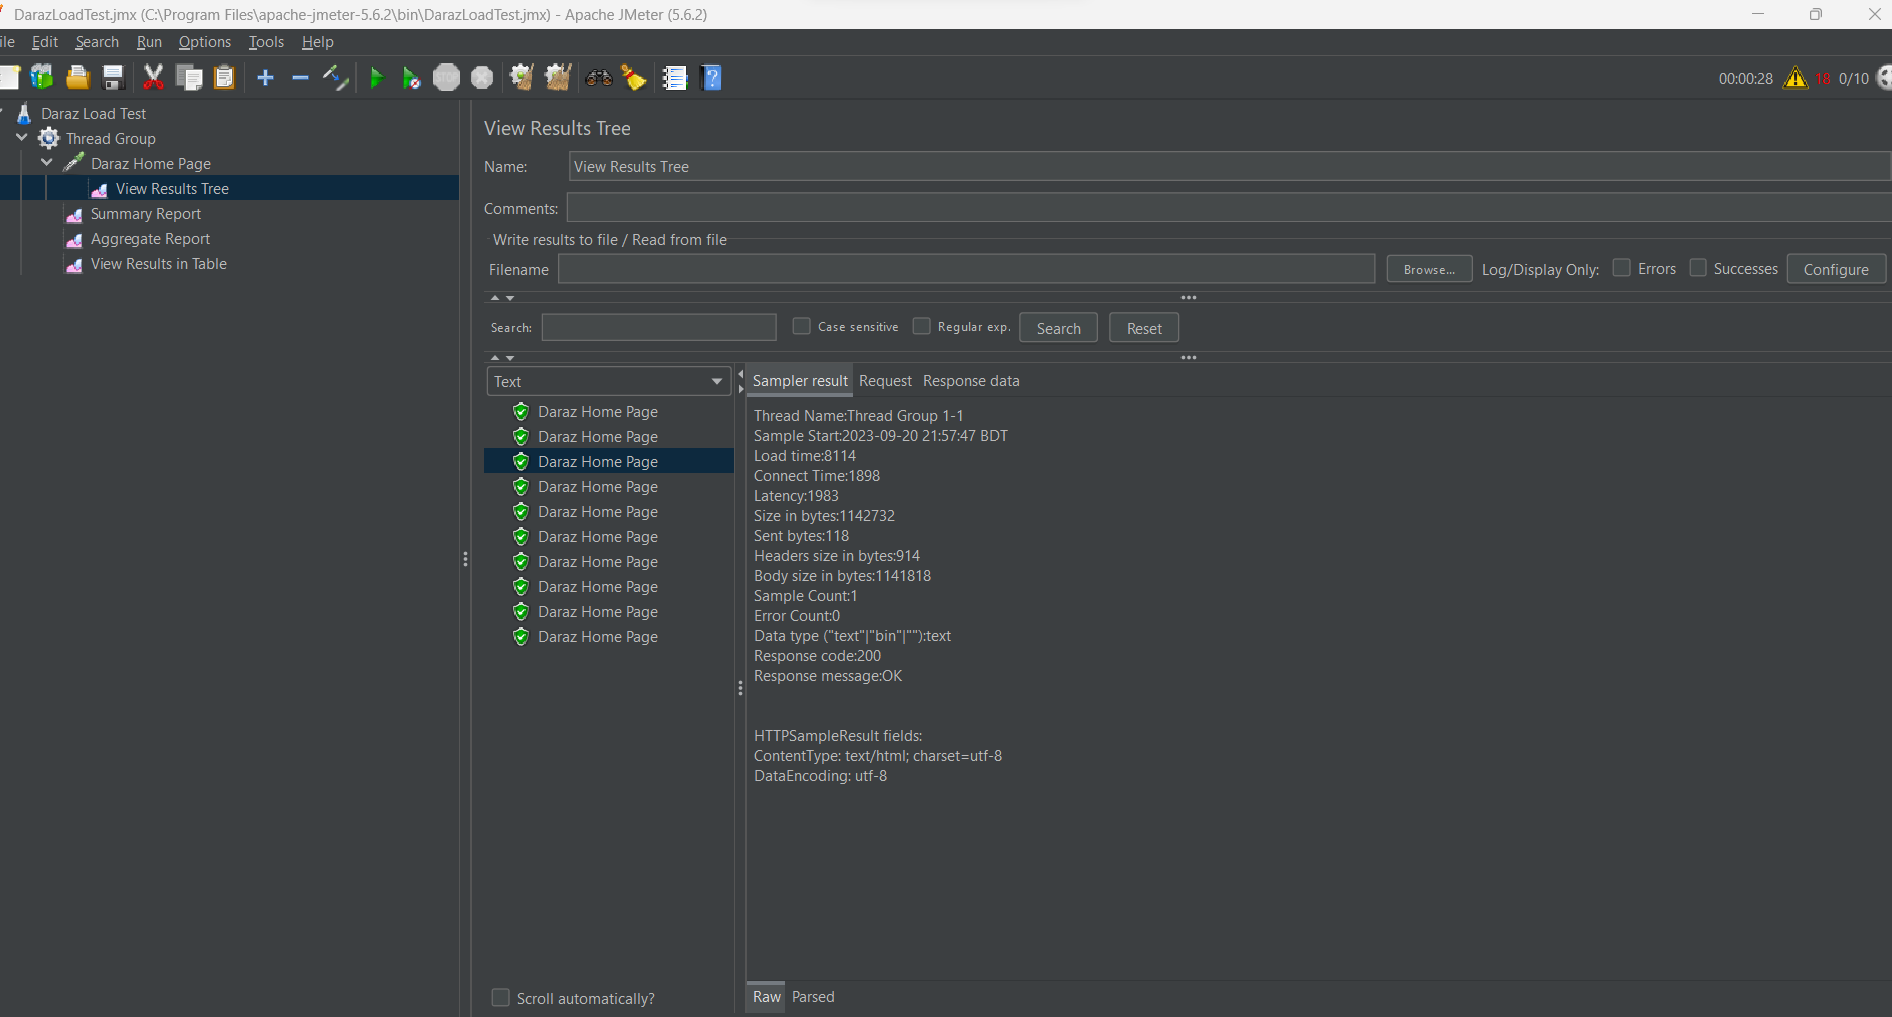 DarazLoadTest.jmx (C:\Program Files\apache-jmeter-5.6.2\bin\DarazLoadTest.jmx) - Apache JMeter (5.6.2)
ile Edit Search Run Options Tools Help
STOP
00:00:28 18 0/10
Daraz Load Test
Thread Group
Daraz Home Page
View Results Tree
Summary Report
Aggregate Report
View Results in Table
View Results Tree
Name: View Results Tree
Comments:
Write results to file / Read from file
Filename Browse... Log/Display Only: Errors Successes Configure
Search: Case sensitive Regular exp. Search Reset
Text
Daraz Home Page
Daraz Home Page
Daraz Home Page
Daraz Home Page
Daraz Home Page
Daraz Home Page
Daraz Home Page
Daraz Home Page
Daraz Home Page
Daraz Home Page
Scroll automatically?
Sampler result Request Response data
Thread Name:Thread Group 1-1
Sample Start:2023-09-20 21:57:47 BDT
Load time:8114
Connect Time:1898
Latency:1983
Size in bytes:1142732
Sent bytes:118
Headers size in bytes:914
Body size in bytes:1141818
Sample Count:1
Error Count:0
Data type ("text"|"bin"|""):text
Response code:200
Response message:OK
HTTPSampleResult fields:
ContentType: text/html; charset=utf-8
DataEncoding: utf-8
Raw Parsed